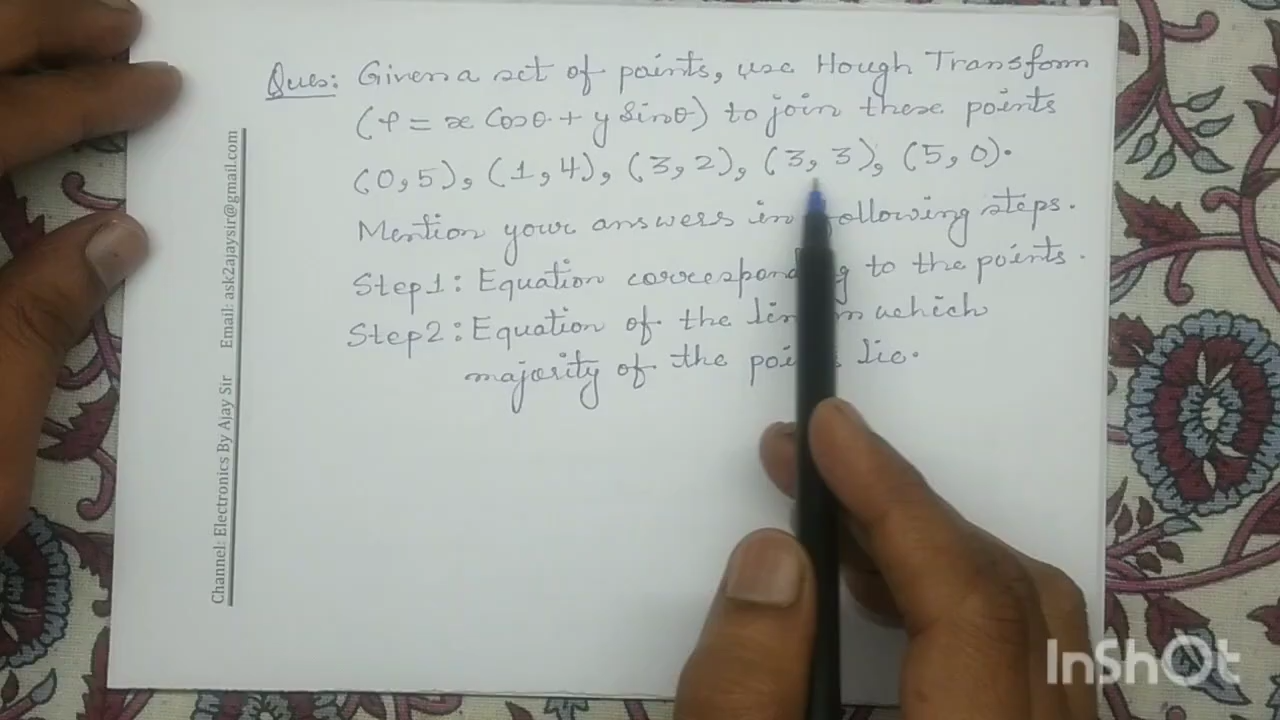 Ques: Given a set of points, use Hough Transform
(r = x Cosθ + y Sinθ) to join these points
(0,5), (1,4), (3,2), (3,3), (5,0).
Mention your answers in following steps.
Step1: Equation corresponding to the points.
Step2: Equation of the line which
majority of the points lie.
Channel: Electronics By Ajay Sir Email: ask2ajaysir@gmail.com
InShOt